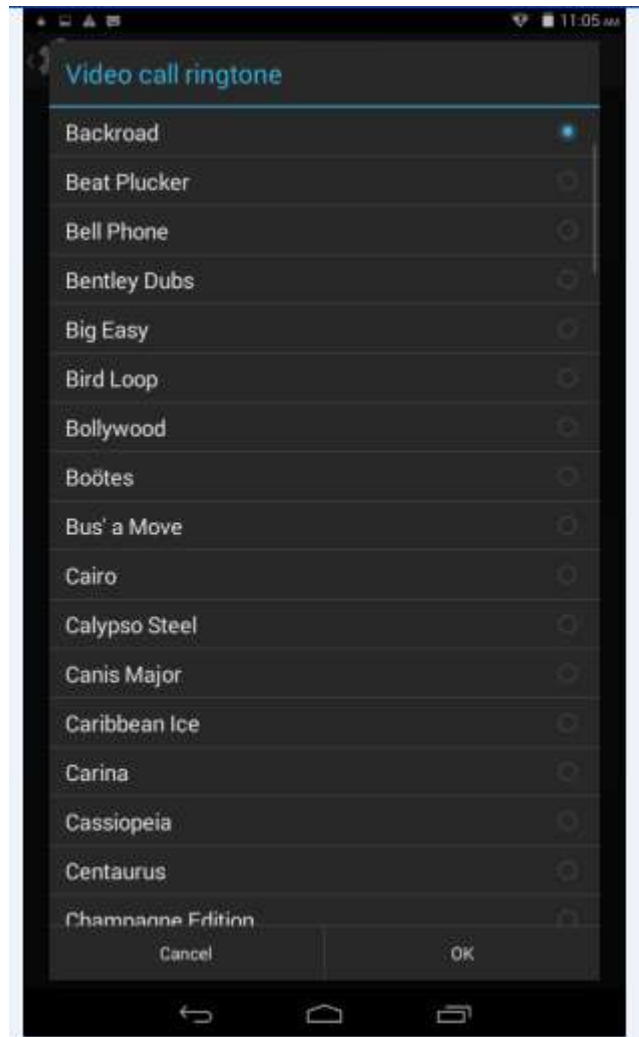 11:05 AM
Video call ringtone
Backroad
Beat Plucker
Bell Phone
Bentley Dubs
Big Easy
Bird Loop
Bollywood
Boötes
Bus' a Move
Cairo
Calypso Steel
Canis Major
Caribbean Ice
Carina
Cassiopeia
Centaurus
Champagne Edition
Cancel OK